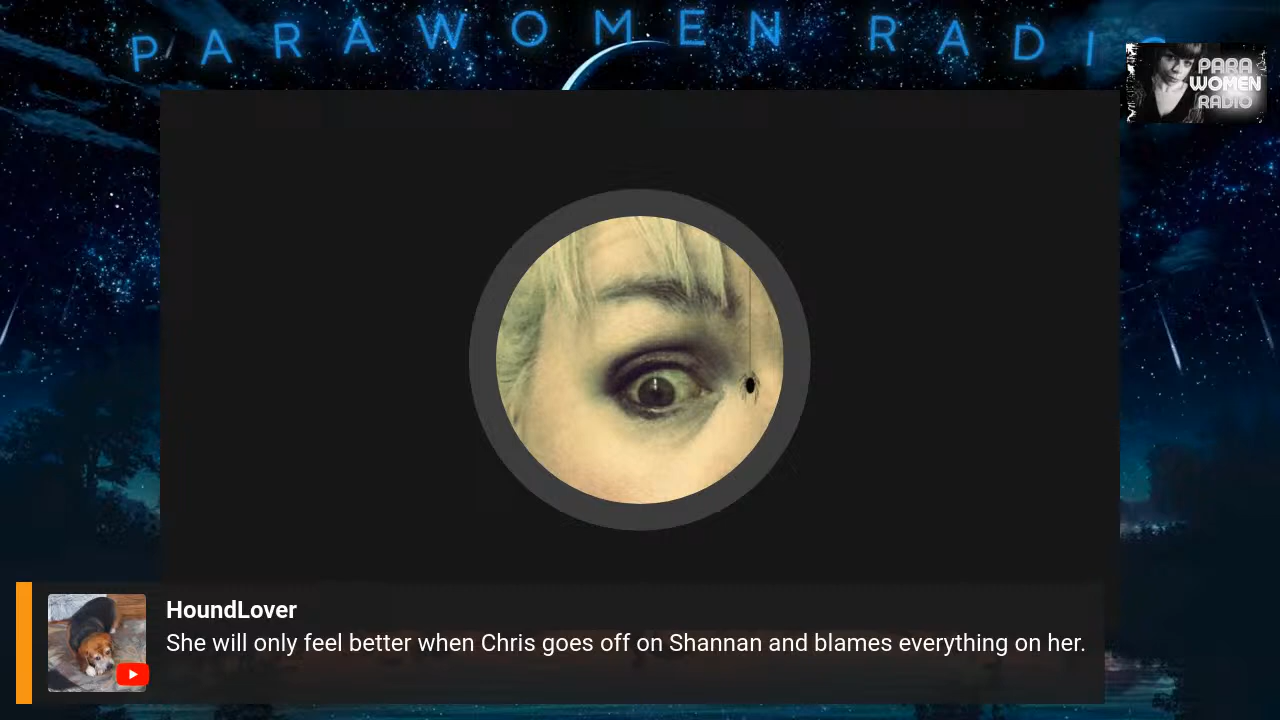 PARAWOMEN RADIO
PARA
WOMEN
RADIO
HoundLover
She will only feel better when Chris goes off on Shannan and blames everything on her.